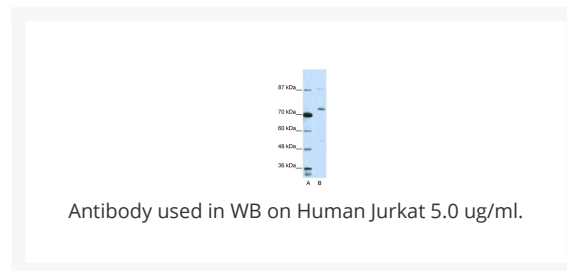 87 kDa
70 kDa
60 kDa
48 kDa
36 kDa
A B
Antibody used in WB on Human Jurkat 5.0 ug/ml.